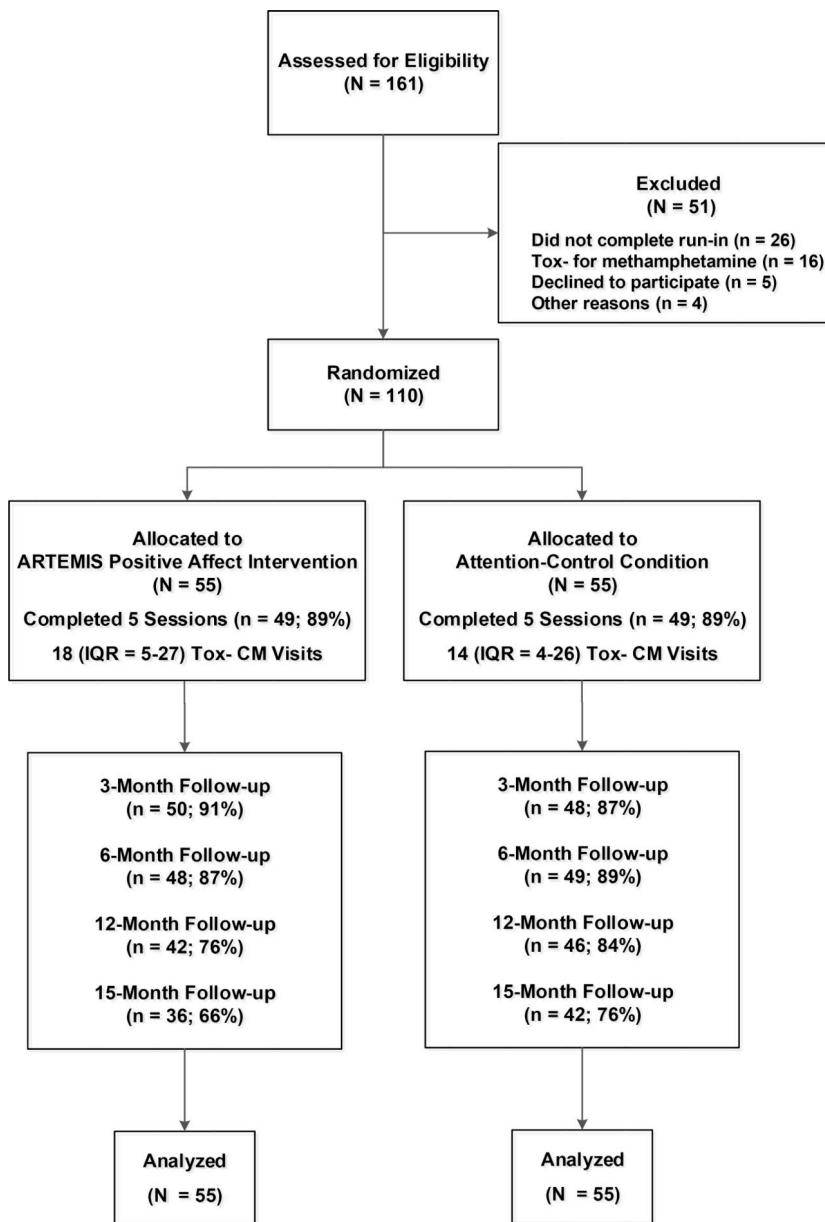 Assessed for Eligibility
(N = 161)
Excluded
(N = 51)
Did not complete run-in (n = 26)
Tox- for methamphetamine (n = 16)
Declined to participate (n = 5)
Other reasons (n = 4)
Randomized
(N = 110)
Allocated to
ARTEMIS Positive Affect Intervention
(N = 55)
Completed 5 Sessions (n = 49; 89%)
18 (IQR = 5-27) Tox- CM Visits
Allocated to
Attention-Control Condition
(N = 55)
Completed 5 Sessions (n = 49; 89%)
14 (IQR = 4-26) Tox- CM Visits
3-Month Follow-up
(n = 50; 91%)
6-Month Follow-up
(n = 48; 87%)
12-Month Follow-up
(n = 42; 76%)
15-Month Follow-up
(n = 36; 66%)
3-Month Follow-up
(n = 48; 87%)
6-Month Follow-up
(n = 49; 89%)
12-Month Follow-up
(n = 46; 84%)
15-Month Follow-up
(n = 42; 76%)
Analyzed
(N = 55)
Analyzed
(N = 55)